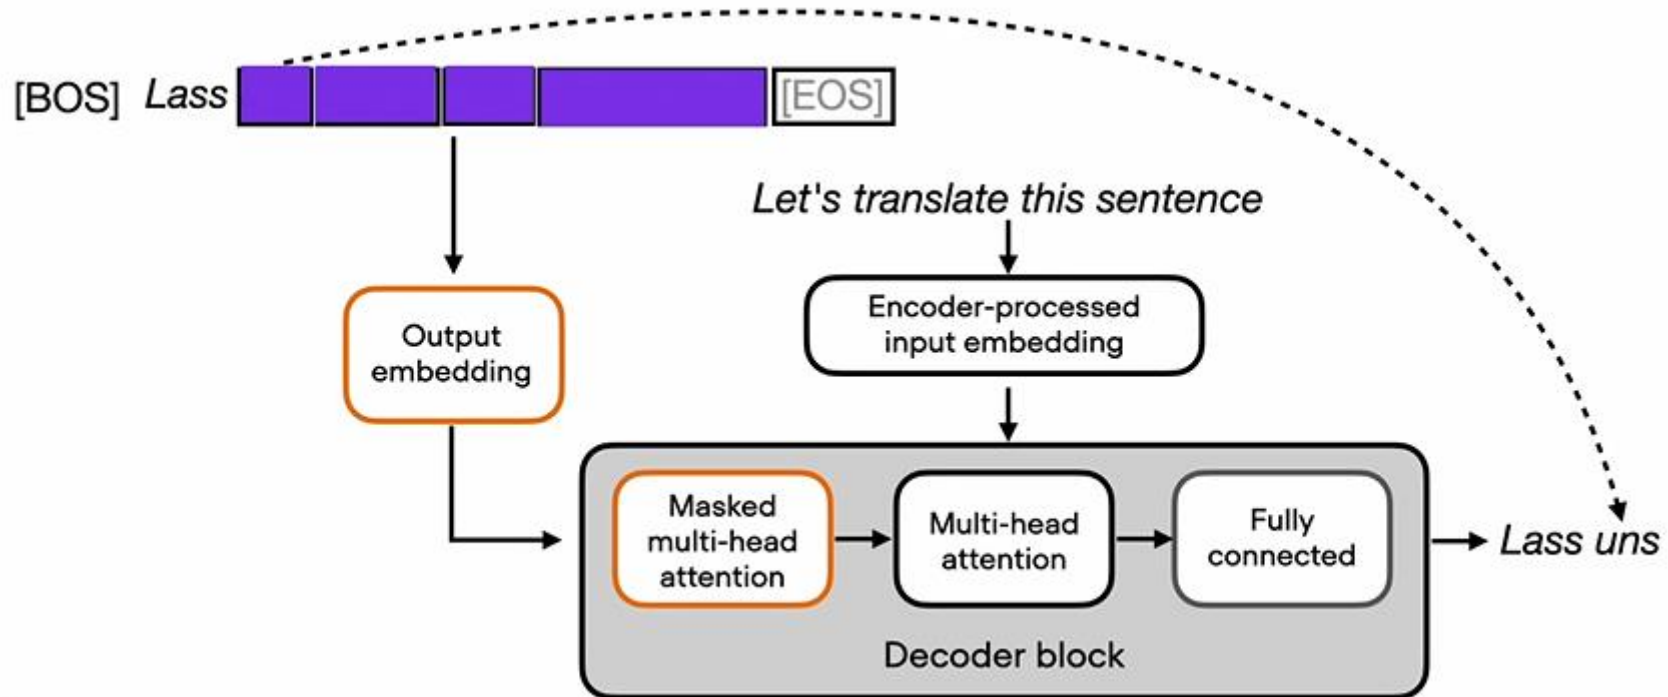 [BOS] Lass [EOS]
Let's translate this sentence
Output
embedding
Encoder-processed
input embedding
Masked
multi-head
attention
Multi-head
attention
Fully
connected
Lass uns
Decoder block